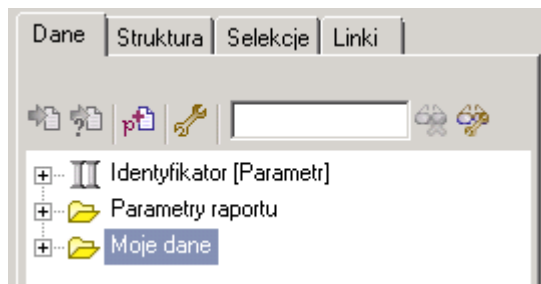 Dane Struktura Selekcje Linki
Identyfikator [Parametr]
Parametry raportu
Moje dane